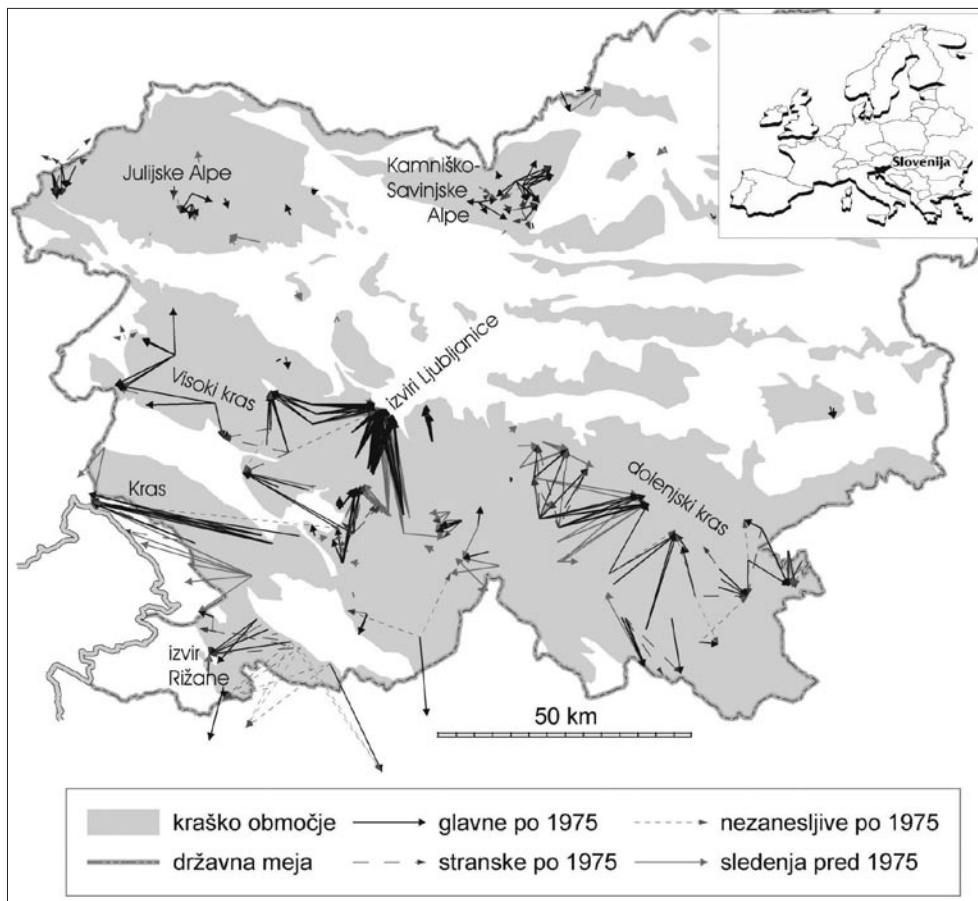 Slovenija
Julijske Alpe
Kamniško-
Savinjske
Alpe
izviri Ljubljanice
Visoki kras
Kras
dolenjski kras
izvir
Rižane
50 km
kraško območje
glavne po 1975
nezanesljive po 1975
državna meja
stranske po 1975
sledenja pred 1975